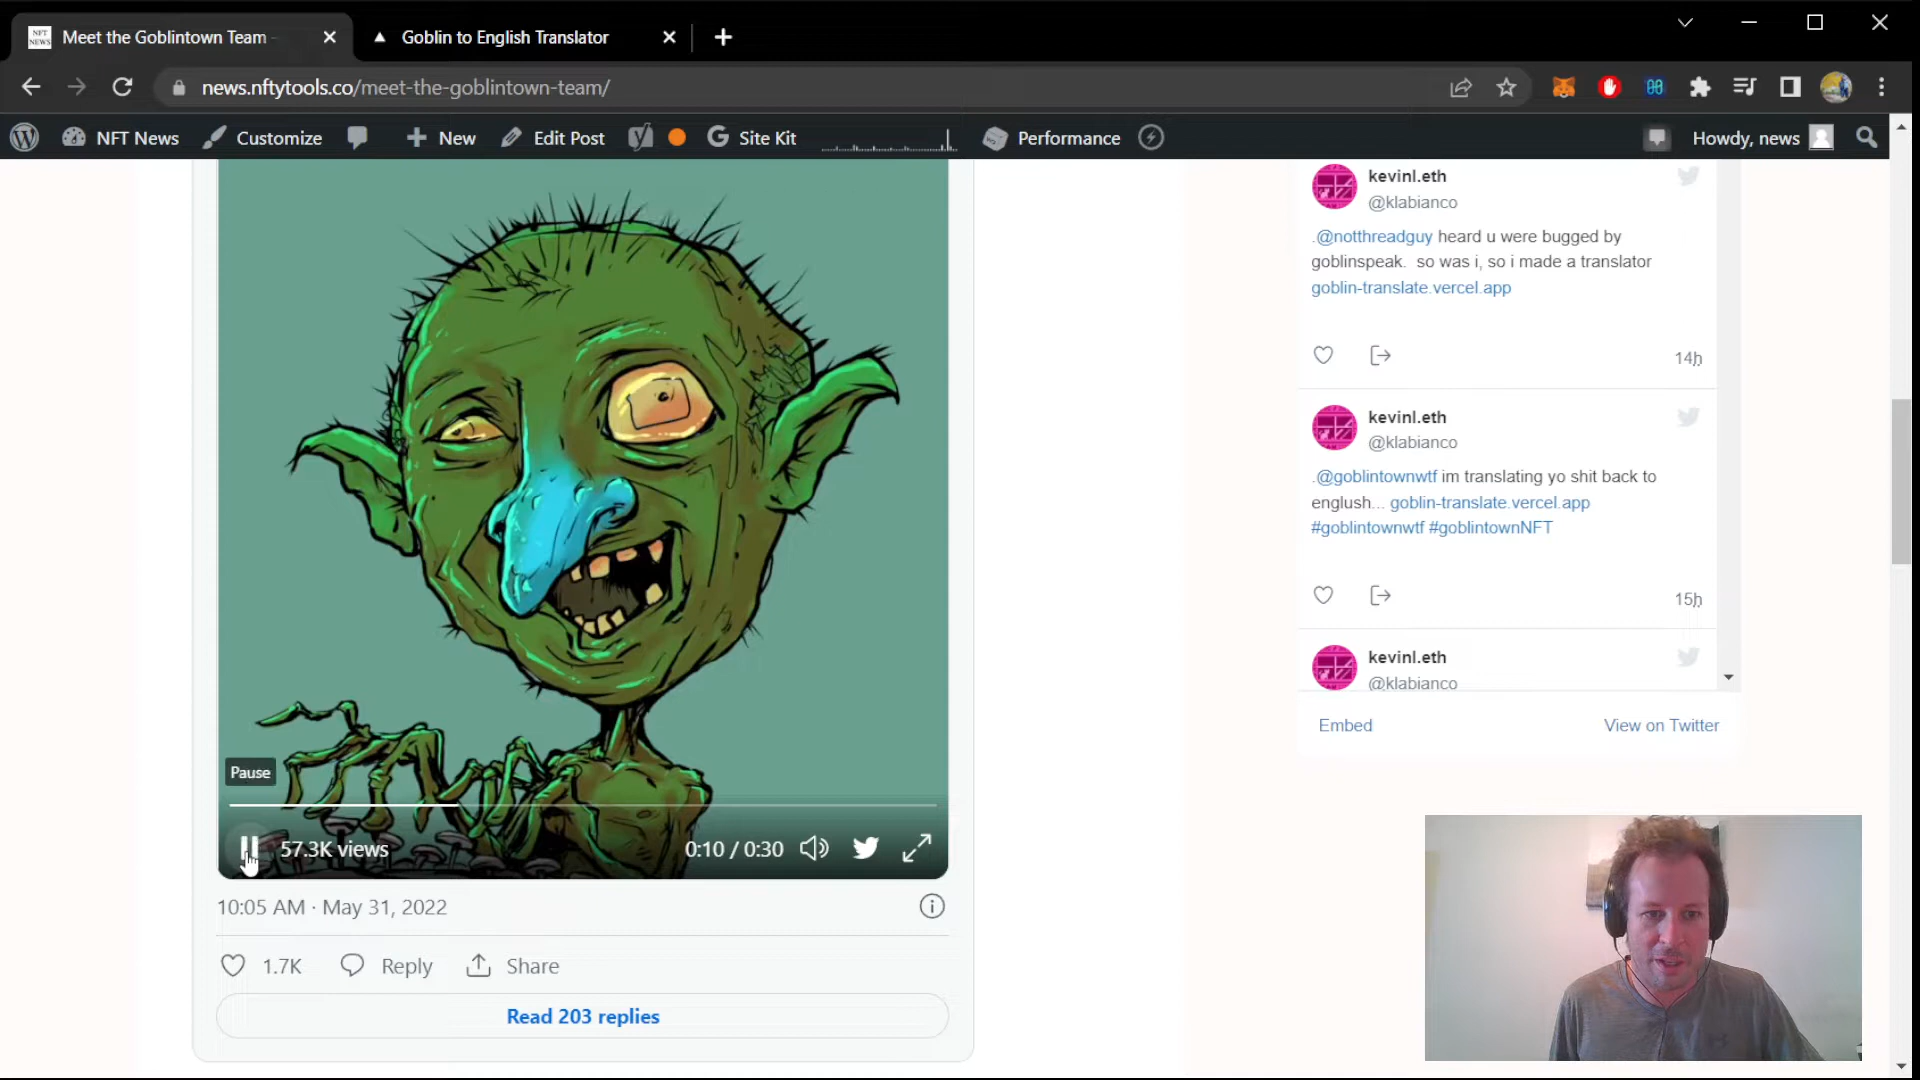 Meet the Goblintown Team -
Goblin to English Translator
news.nftytools.co/meet-the-goblintown-team/
NFT News
Customize
New
Edit Post
Site Kit
Performance
Howdy, news
Pause
57.3K views
0:10 / 0:30
10:05 AM · May 31, 2022
1.7K
Reply
Share
Read 203 replies
kevinl.eth
@klabianco
.@notthreadguy heard u were bugged by
goblinspeak. so was i, so i made a translator
goblin-translate.vercel.app
14h
kevinl.eth
@klabianco
.@goblintownwtf im translating yo shit back to
englush... goblin-translate.vercel.app
#goblintownwtf #goblintownNFT
15h
kevinl.eth
@klabianco
Embed
View on Twitter
NFT
NEWS